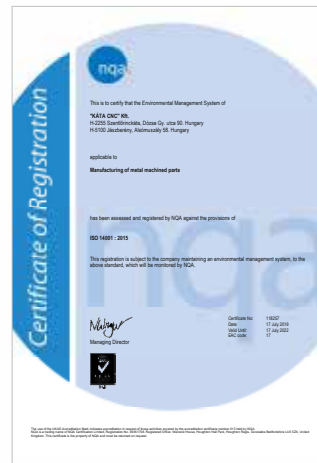 nqa.
Certificate of Registration
This is to certify that the Environmental Management System of
"KÁTA CNC" Kft.
H-2255 Szentlőrinckáta, Dózsa Gy. utca 90. Hungary
H-5100 Jászberény, Alsómuszály 58. Hungary
applicable to
Manufacturing of metal machined parts
has been assessed and registered by NQA against the provisions of
ISO 14001 : 2015
This registration is subject to the company maintaining an environmental management system, to the
above standard, which will be monitored by NQA.
Managing Director
Certificate No: 116257
Date: 17 July 2019
Valid Until: 17 July 2022
EAC code: 17
nqa